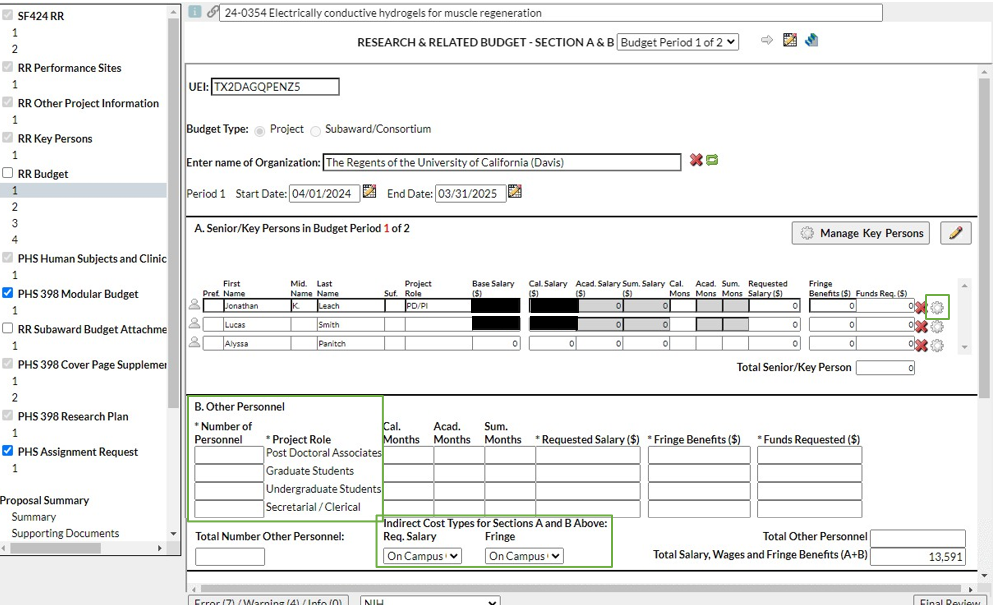 24-0354 Electrically conductive hydrogels for muscle regeneration
RESEARCH & RELATED BUDGET - SECTION A & B Budget Period 1 of 2
SF424 RR
1
2
RR Performance Sites
1
RR Other Project Information
1
RR Key Persons
1
RR Budget
1
2
3
4
PHS Human Subjects and Clinic
1
PHS 398 Modular Budget
1
RR Subaward Budget Attachme
1
PHS 398 Cover Page Supplemen
1
2
PHS 398 Research Plan
1
PHS Assignment Request
1
Proposal Summary
Summary
Supporting Documents
UEI: TX2DAGQPENZ5
Budget Type: Project Subaward/Consortium
Enter name of Organization: The Regents of the University of California (Davis)
Period 1 Start Date: 04/01/2024 End Date: 03/31/2025
A. Senior/Key Persons in Budget Period 1 of 2
Manage Key Persons
Pref. First Name Mid. Name Last Name Suf. Project Role Base Salary ($) Cal. Salary ($) Acad. Salary ($) Sum. Salary ($) Cal. Mons Acad. Mons Sum. Mons Requested Salary ($) Fringe Benefits ($) Funds Req. ($)
Jonathan K. Leach PD/PI 0 0 0 0 0
Lucas Smith 0 0 0 0 0
Alyssa Panitch 0 0 0 0 0 0 0
Total Senior/Key Person 0
B. Other Personnel
* Number of Personnel * Project Role Cal. Months Acad. Months Sum. Months * Requested Salary ($) * Fringe Benefits ($) * Funds Requested ($)
Post Doctoral Associates
Graduate Students
Undergraduate Students
Secretarial / Clerical
Indirect Cost Types for Sections A and B Above:
Total Number Other Personnel: Req. Salary Fringe Total Other Personnel
On Campus On Campus Total Salary, Wages and Fringe Benefits (A+B) 13,591
Error (7) / Warning (4) / Info (0) NIH Final Review